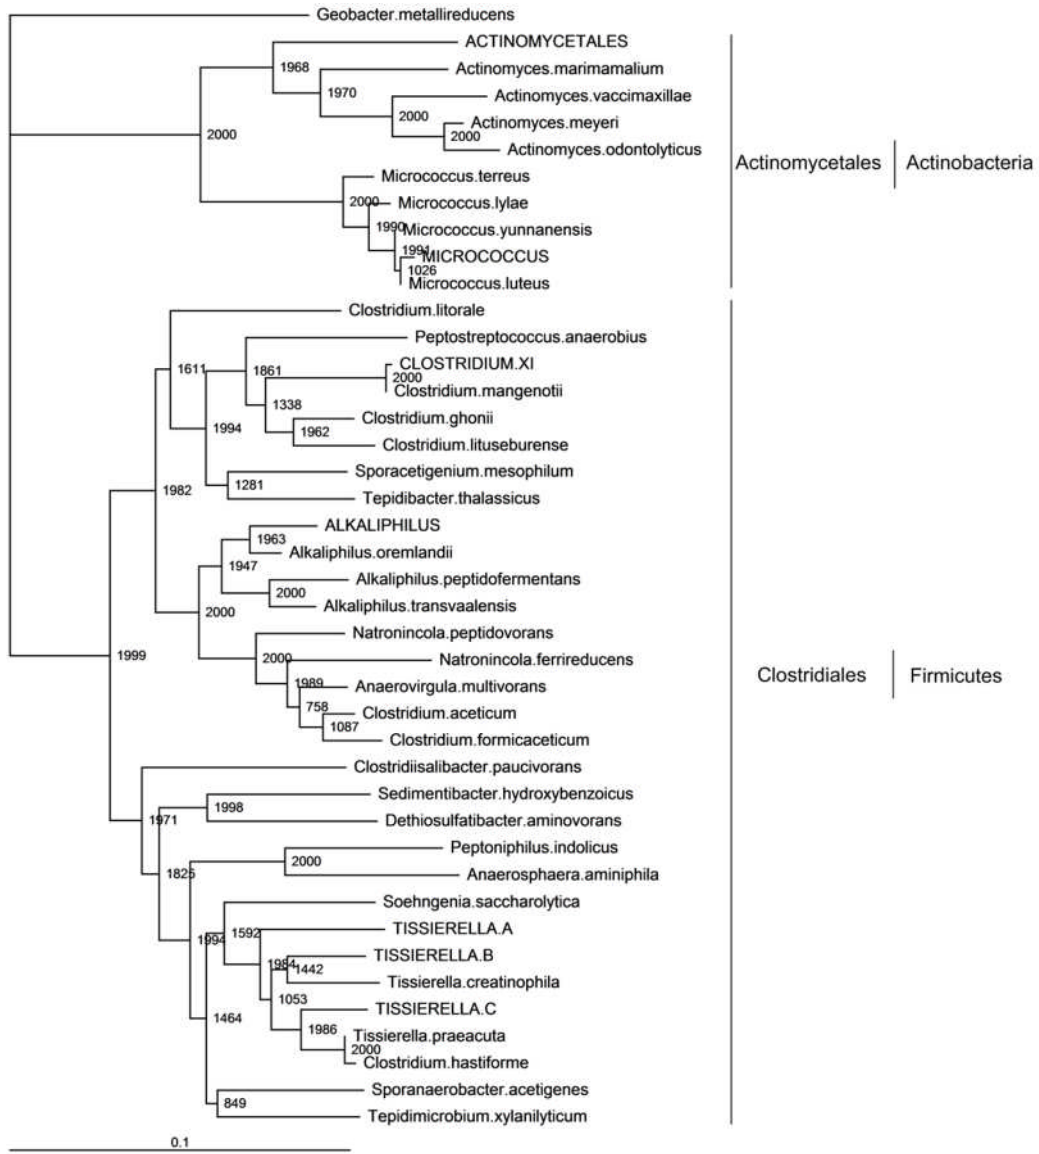 Geobacter.metallireducens
ACTINOMYCETALES
1968
Actinomyces.marimamalium
1970
Actinomyces.vaccimaxillae
2000
Actinomyces.meyeri
2000
2000
Actinomyces.odontolyticus
Actinomycetales
Actinobacteria
Micrococcus.terreus
2000
Micrococcus.lylae
1990
Micrococcus.yunnanensis
1991
MICROCOCCUS
1026
Micrococcus.luteus
Clostridium.litorale
Peptostreptococcus.anaerobius
1611
1861
CLOSTRIDIUM.XI
2000
Clostridium.mangenotii
1338
Clostridium.ghonii
1994
1962
Clostridium.lituseburense
Sporacetigenium.mesophilum
1281
1982
Tepidibacter.thalassicus
ALKALIPHILUS
1963
Alkaliphilus.oremlandii
1947
Alkaliphilus.peptidofermentans
2000
Alkaliphilus.transvaalensis
2000
Natronincola.peptidovorans
1999
2000
Natronincola.ferrireducens
1989
Clostridiales
Firmicutes
Anaerovirgula.multivorans
758
Clostridium.aceticum
1087
Clostridium.formicaceticum
Clostridiisalibacter.paucivorans
Sedimentibacter.hydroxybenzoicus
1998
1971
Dethiosulfatibacter.aminovorans
Peptoniphilus.indolicus
2000
1825
Anaerosphaera.aminiphila
Soehngenia.saccharolytica
TISSIERELLA.A
1592
1994
TISSIERELLA.B
1984
1442
Tissierella.creatinophila
1053
TISSIERELLA.C
1464
1986
Tissierella.praeacuta
2000
Clostridium.hastiforme
Sporanaerobacter.acetigenes
849
Tepidimicrobium.xylanilyticum
0.1